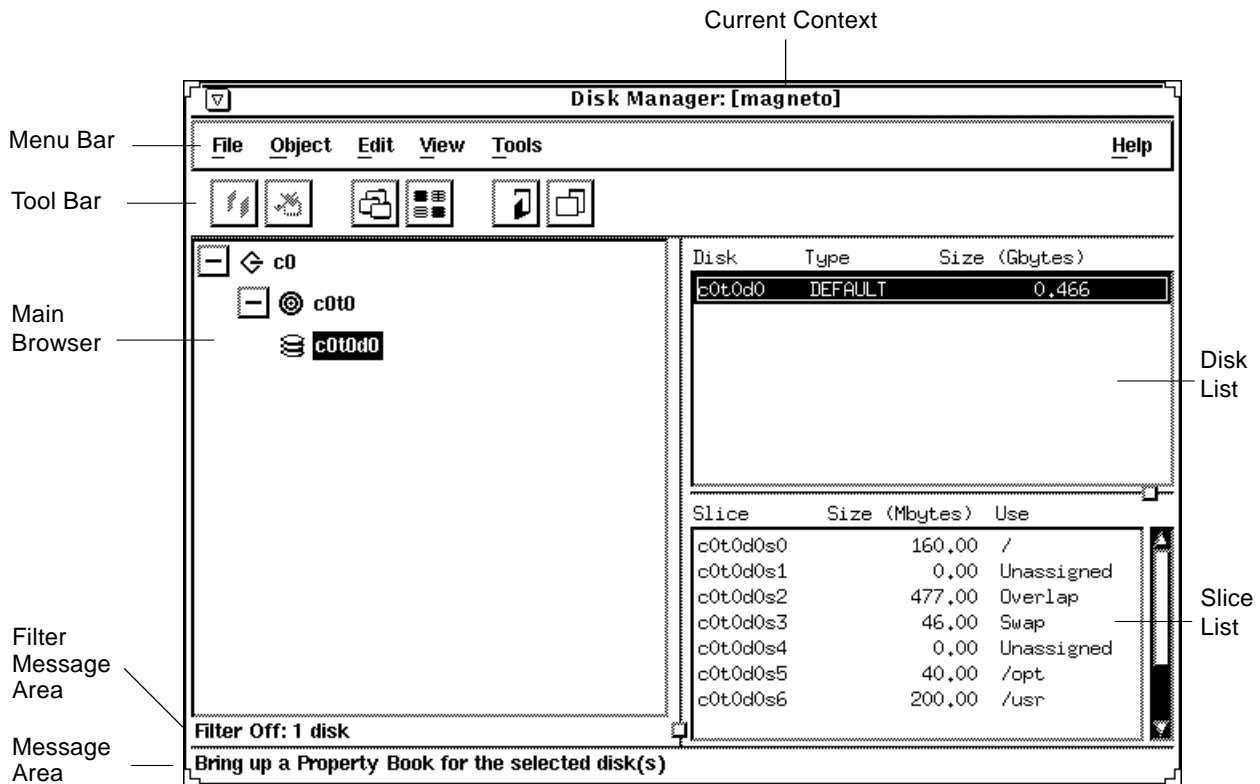 Current Context
Disk Manager: [magneto]
Menu Bar
File Object Edit View Tools Help
Tool Bar
c0
c0t0
c0t0d0
Main
Browser
Disk Type Size (Gbytes)
c0t0d0 DEFAULT 0.466
Disk
List
Slice Size (Mbytes) Use
c0t0d0s0 160.00 /
c0t0d0s1 0.00 Unassigned
c0t0d0s2 477.00 Overlap
c0t0d0s3 46.00 Swap
c0t0d0s4 0.00 Unassigned
c0t0d0s5 40.00 /opt
c0t0d0s6 200.00 /usr
Slice
List
Filter
Message
Area
Filter Off: 1 disk
Message
Area
Bring up a Property Book for the selected disk(s)